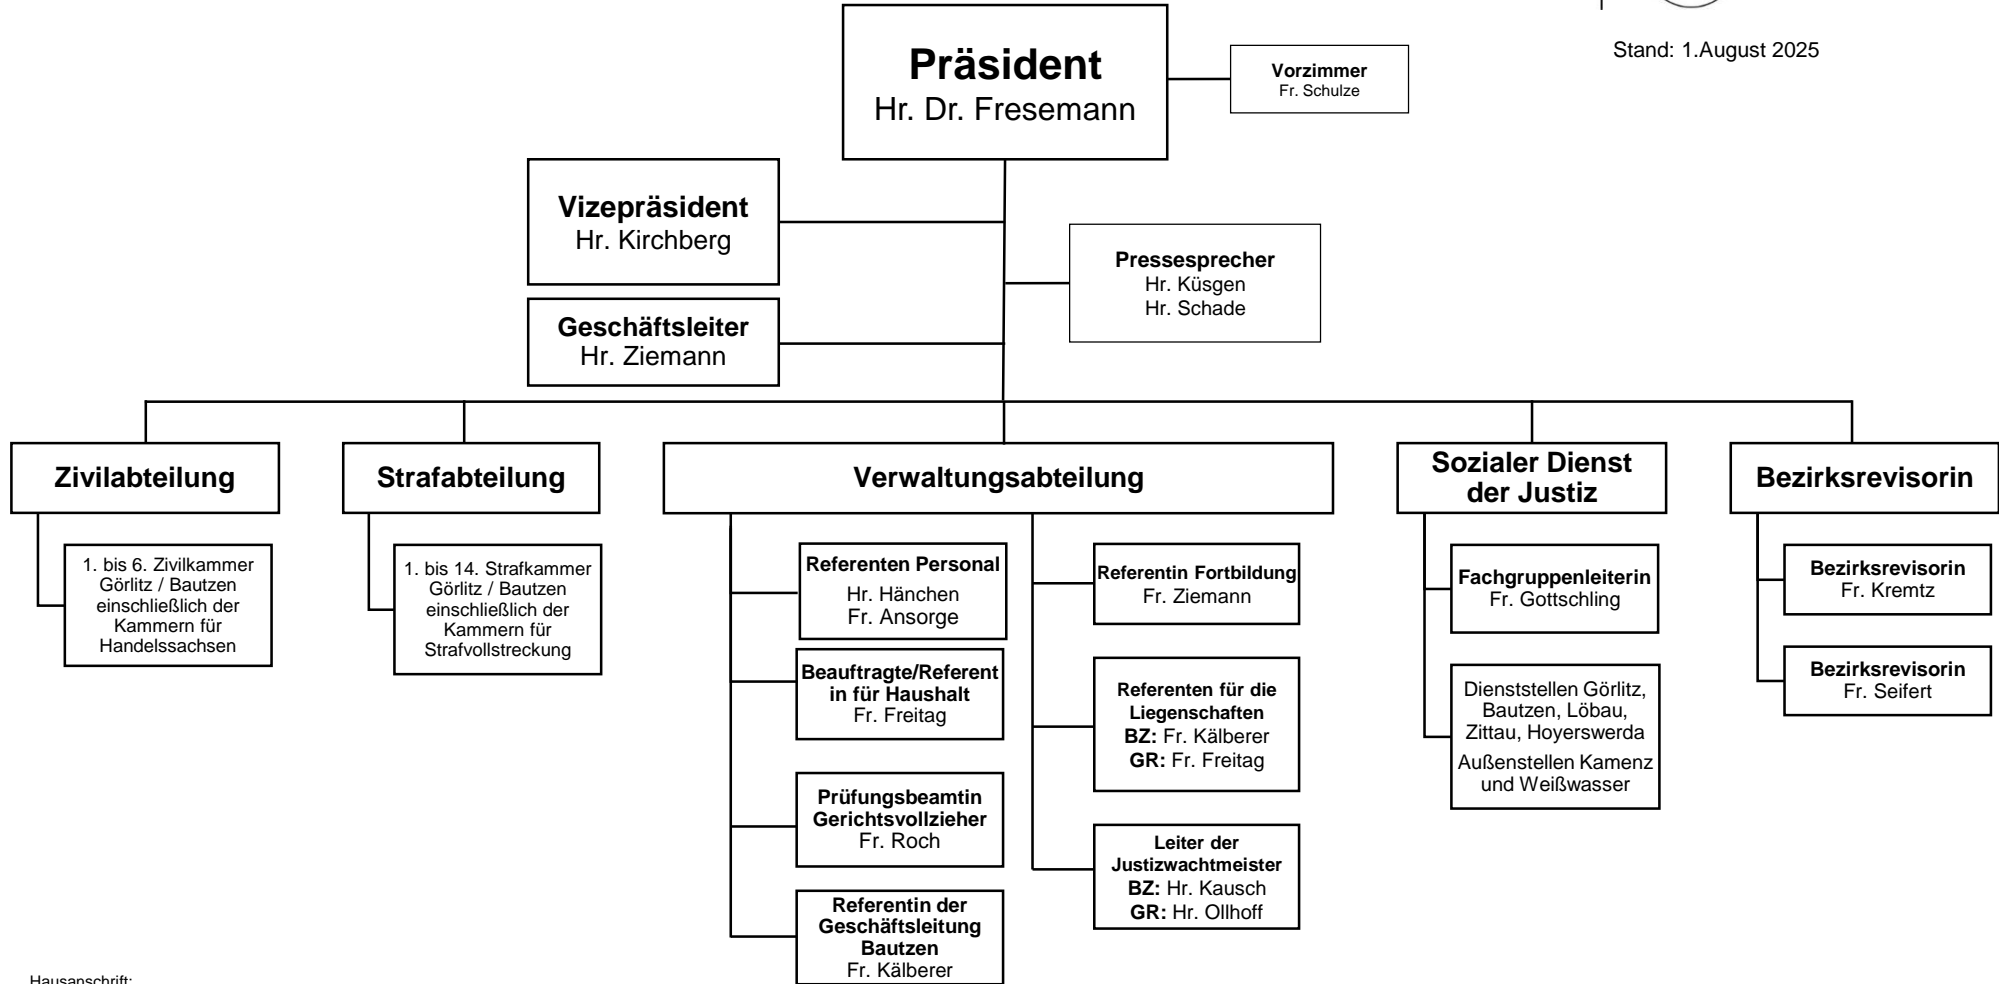 Stand: 1.August 2025
Präsident
Hr. Dr. Fresemann
Vorzimmer
Fr. Schulze
Vizepräsident
Hr. Kirchberg
Pressesprecher
Hr. Küsgen
Hr. Schade
Geschäftsleiter
Hr. Ziemann
Zivilabteilung
1. bis 6. Zivilkammer
Görlitz / Bautzen
einschließlich der
Kammern für
Handelssachsen
Strafabteilung
1. bis 14. Strafkammer
Görlitz / Bautzen
einschließlich der
Kammern für
Strafvollstreckung
Verwaltungsabteilung
Referenten Personal
Hr. Hänchen
Fr. Ansorge
Beauftragte/Referent
in für Haushalt
Fr. Freitag
Prüfungsbeamtin
Gerichtsvollzieher
Fr. Roch
Referentin der
Geschäftsleitung
Bautzen
Fr. Kälberer
Referentin Fortbildung
Fr. Ziemann
Referenten für die
Liegenschaften
BZ: Fr. Kälberer
GR: Fr. Freitag
Leiter der
Justizwachtmeister
BZ: Hr. Kausch
GR: Hr. Ollhoff
Sozialer Dienst
der Justiz
Fachgruppenleiterin
Fr. Gottschling
Dienststellen Görlitz,
Bautzen, Löbau,
Zittau, Hoyerswerda
Außenstellen Kamenz
und Weißwasser
Bezirksrevisorin
Bezirksrevisorin
Fr. Kremtz
Bezirksrevisorin
Fr. Seifert
Hausanschrift: